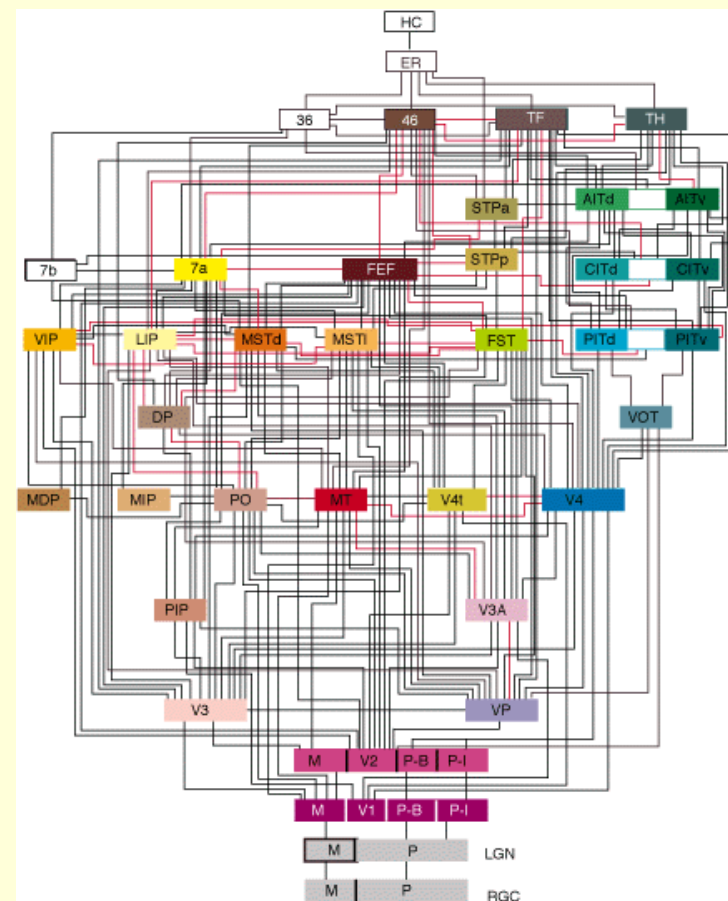 HC
ER
36 46 TF TH
STPa AITd AITv
7b 7a FEF STPp CITd CITv
VIP LIP MSTd MSTl FST PITd PITv
DP VOT
MDP MIP PO MT V4t V4
PIP V3A
V3 VP
M V2 P-B P-I
M V1 P-B P-I
M P LGN
M P RGC